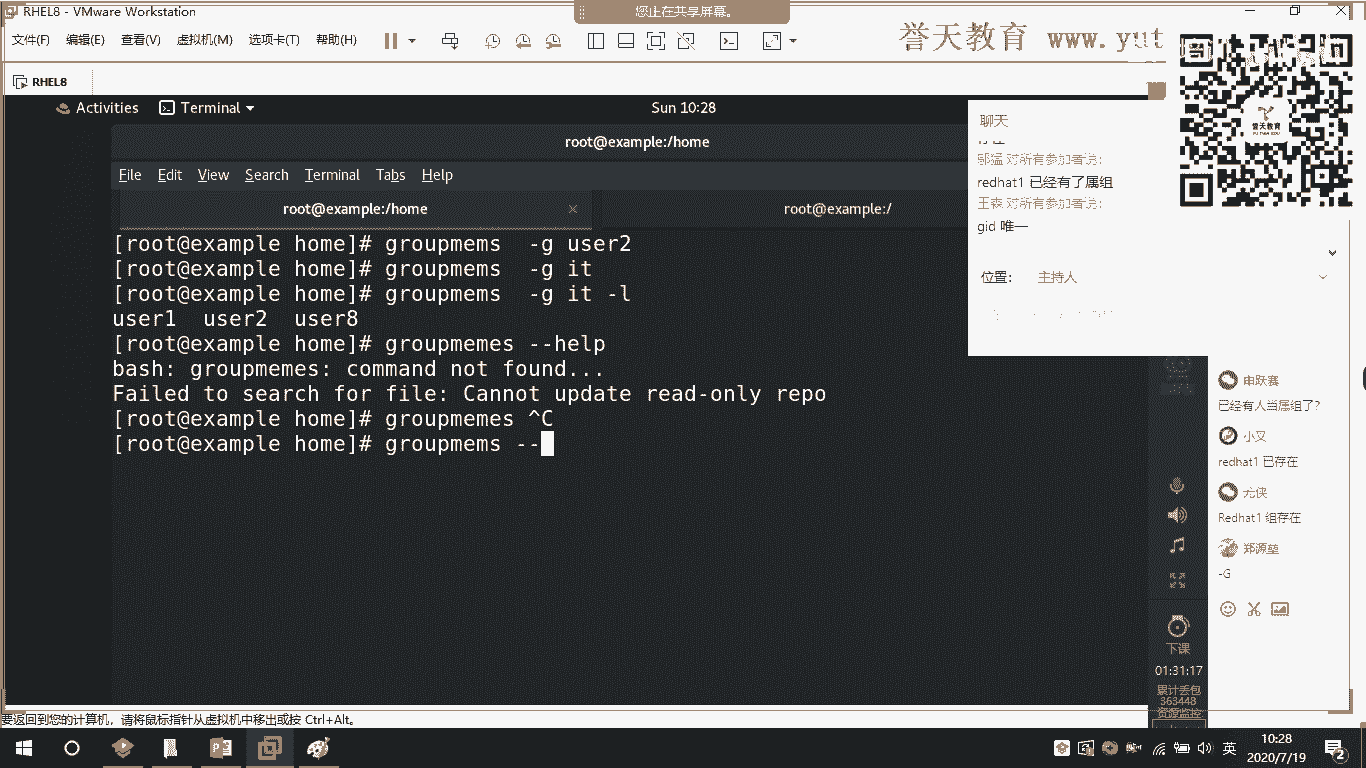 RHEL8 - VMware Workstation
您正在共享屏幕。
文件(F) 编辑(E) 查看(V) 虚拟机(M) 选项卡(T) 帮助(H)
誉天教育 www.yut
RHEL8
Activities Terminal Sun 10:28
root@example:/home
File Edit View Search Terminal Tabs Help
root@example:/home × root@example:/
[root@example home]# groupmems  -g user2
[root@example home]# groupmems  -g it
[root@example home]# groupmems  -g it -l
user1  user2  user8
[root@example home]# groupmemes --help
bash: groupmemes: command not found...
Failed to search for file: Cannot update read-only repo
[root@example home]# groupmemes ^C
[root@example home]# groupmems --
聊天
对所有参加者说:
redhat1 已经有了属组
王森 对所有参加者说:
gid 唯一
位置: 主持人
誉天教育
申跃赛
已经有人当属组了?
小叉
redhat1 已存在
尤侠
Redhat1 组存在
-G
下课
01:31:17
累计丢包
363448
资源监控
要返回到您的计算机，请将鼠标指针从虚拟机中移出或按 Ctrl+Alt。
英
10:28
2020/7/19
2